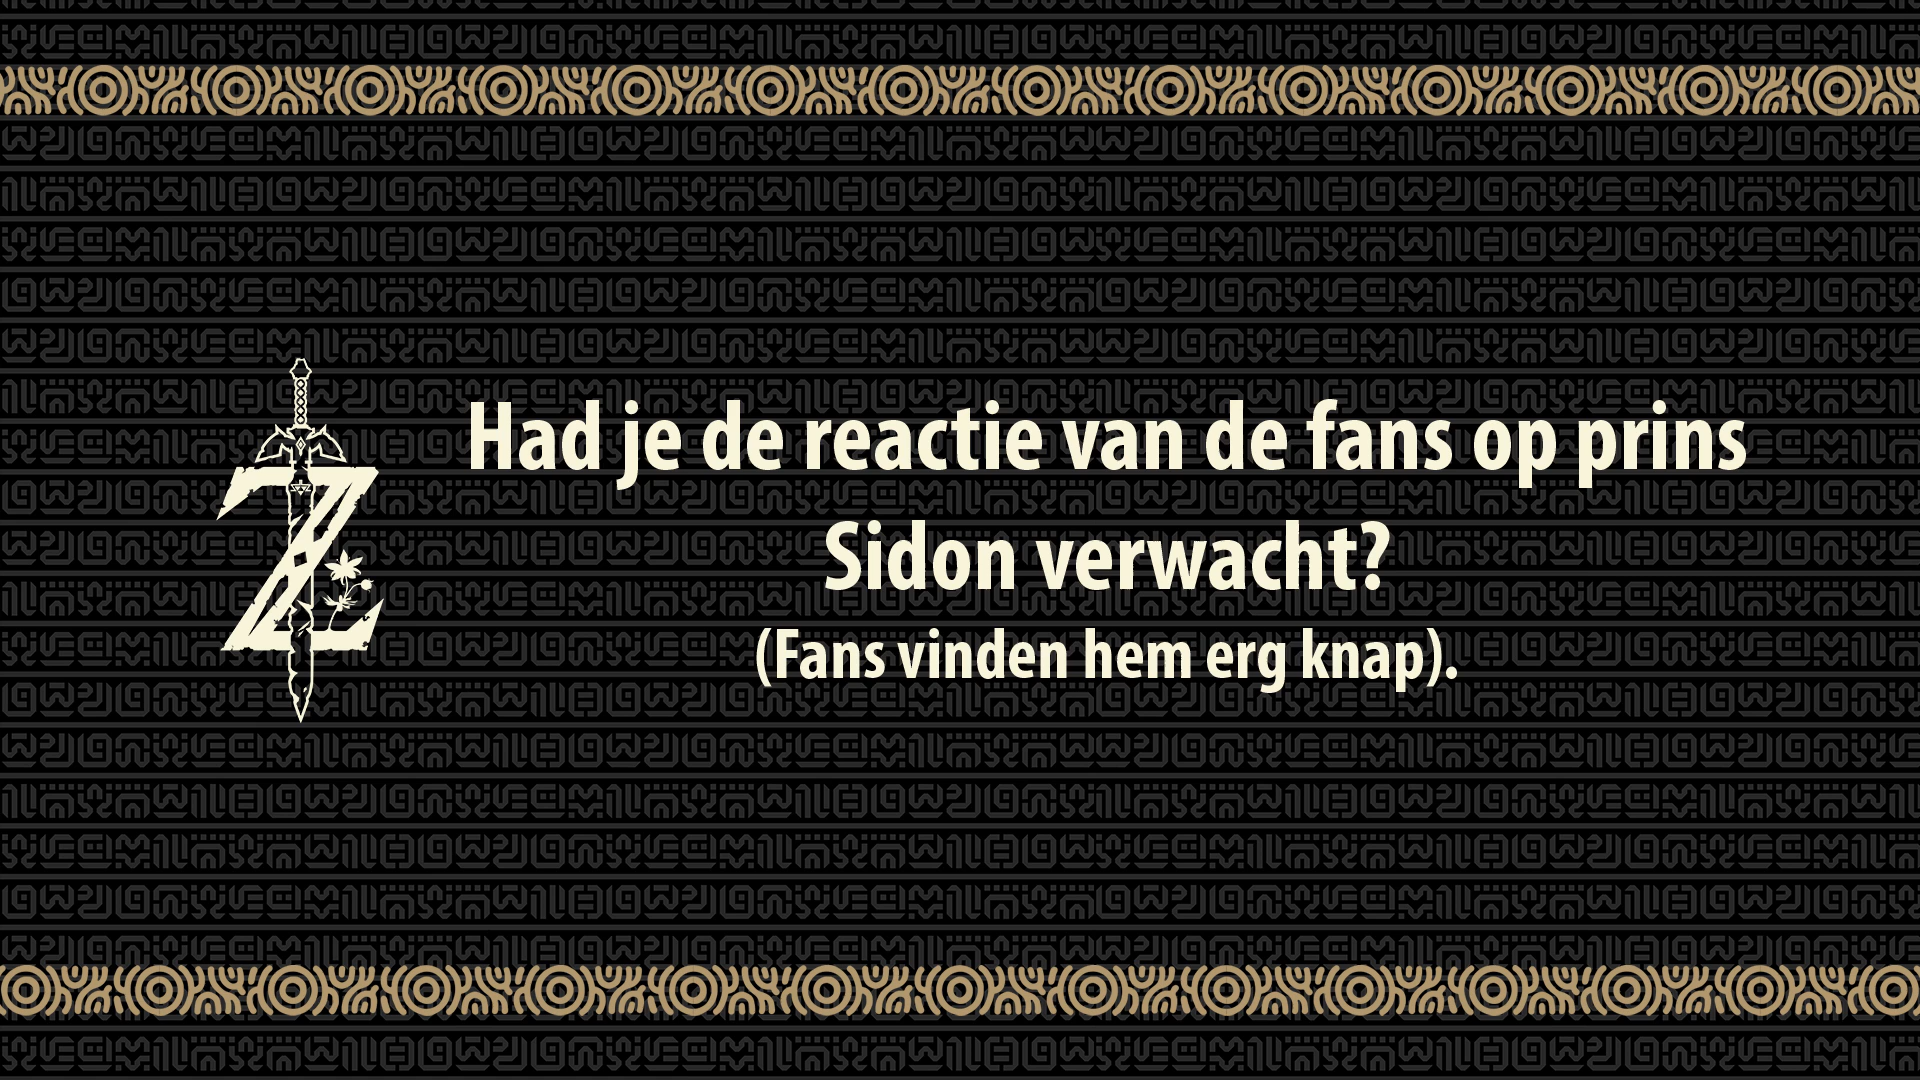 Had je de reactie van de fans op prins
Sidon verwacht?
(Fans vinden hem erg knap).